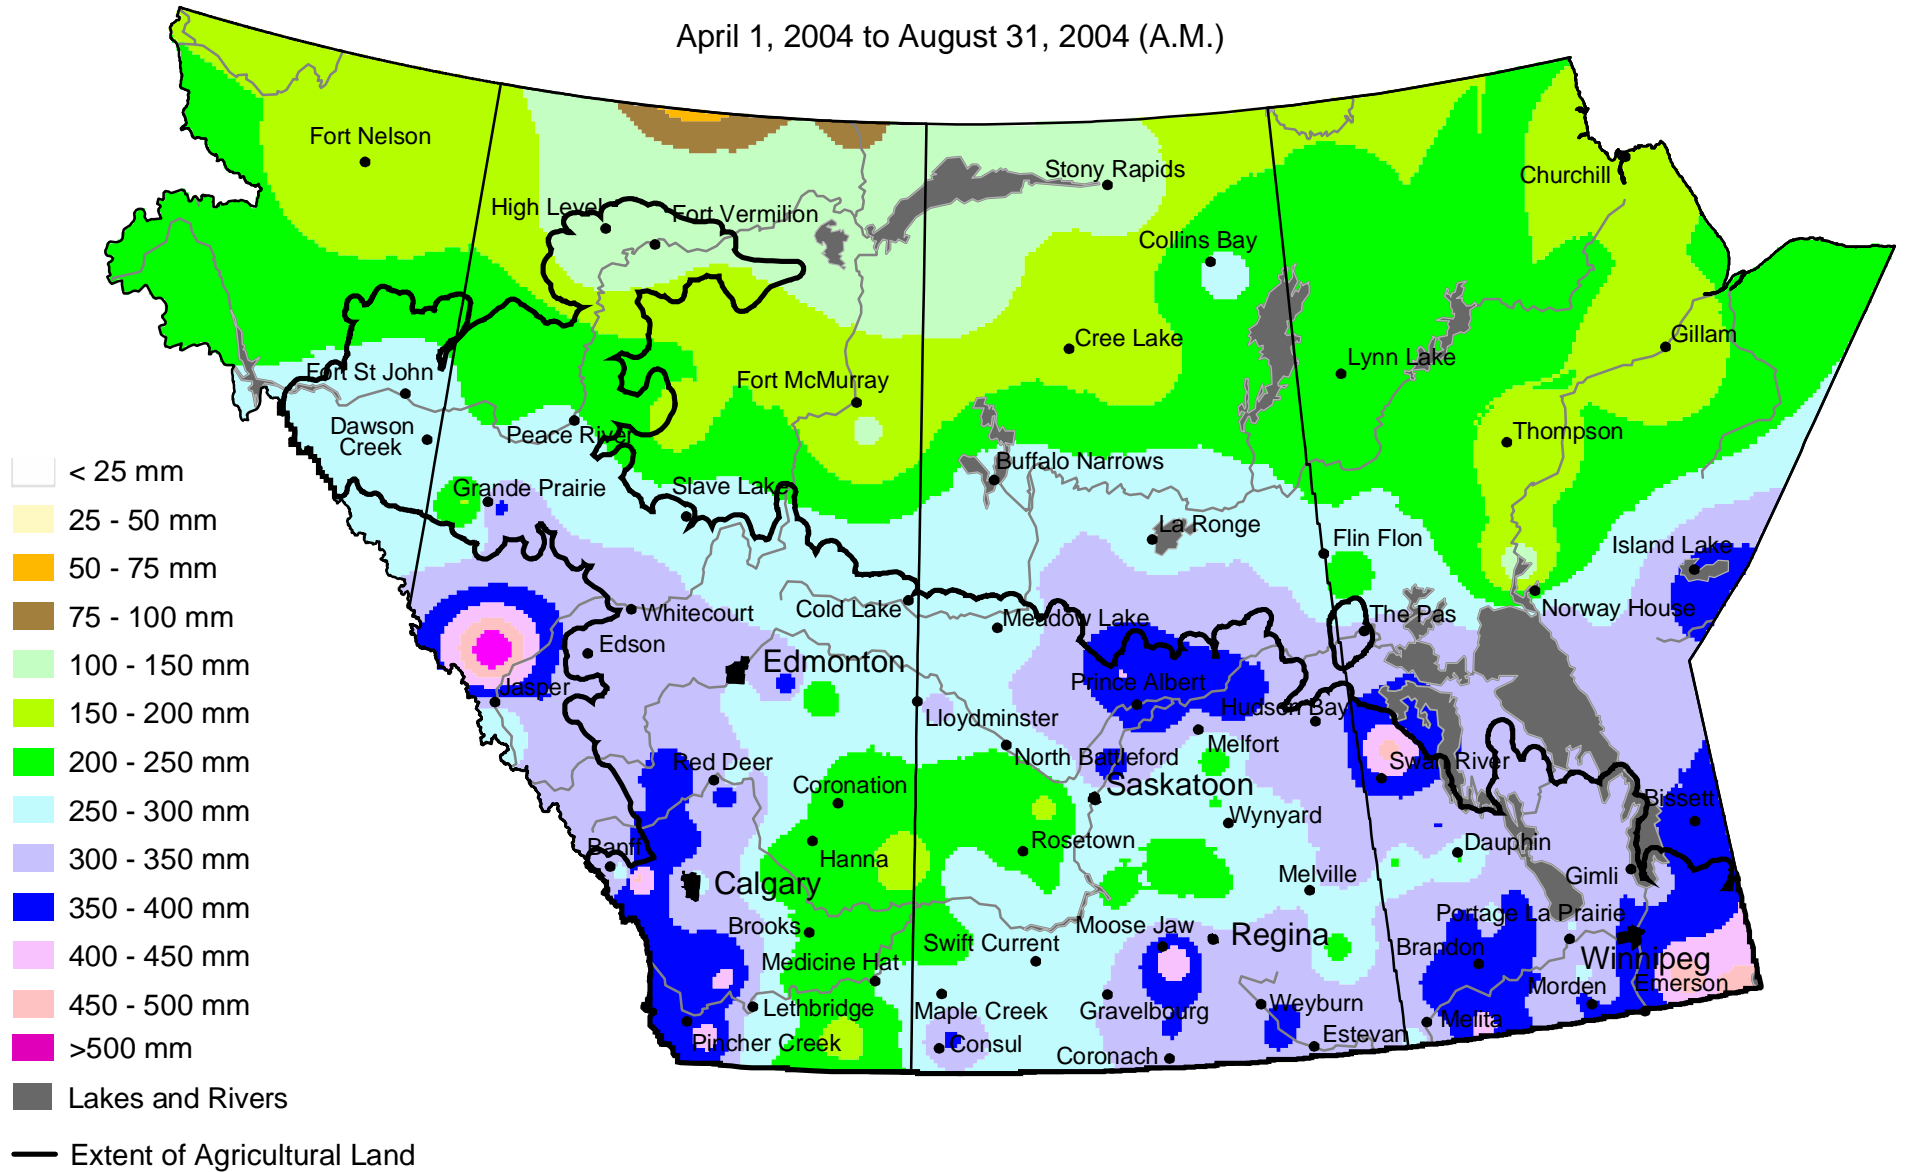 April 1, 2004 to August 31, 2004 (A.M.)
Fort Nelson
Stony Rapids
Churchill
High Level
Fort Vermilion
Collins Bay
Cree Lake
Gillam
Lynn Lake
Fort St John
Fort McMurray
Dawson
Creek
Peace River
Thompson
Buffalo Narrows
Grande Prairie
Slave Lake
La Ronge
Flin Flon
Island Lake
Whitecourt
Cold Lake
Meadow Lake
The Pas
Norway House
Edson
Edmonton
Jasper
Prince Albert
Hudson Bay
Lloydminster
Melfort
North Battleford
Red Deer
Coronation
Saskatoon
Swan River
Bissett
Wynyard
Banff
Hanna
Rosetown
Dauphin
Calgary
Melville
Gimli
Brooks
Moose Jaw
Portage La Prairie
Swift Current
Regina
Brandon
Medicine Hat
Winnipeg
Lethbridge
Maple Creek
Gravelbourg
Weyburn
Morden
Emerson
Pincher Creek
Consul
Coronach
Estevan
Melita
< 25 mm
25 - 50 mm
50 - 75 mm
75 - 100 mm
100 - 150 mm
150 - 200 mm
200 - 250 mm
250 - 300 mm
300 - 350 mm
350 - 400 mm
400 - 450 mm
450 - 500 mm
>500 mm
Lakes and Rivers
Extent of Agricultural Land